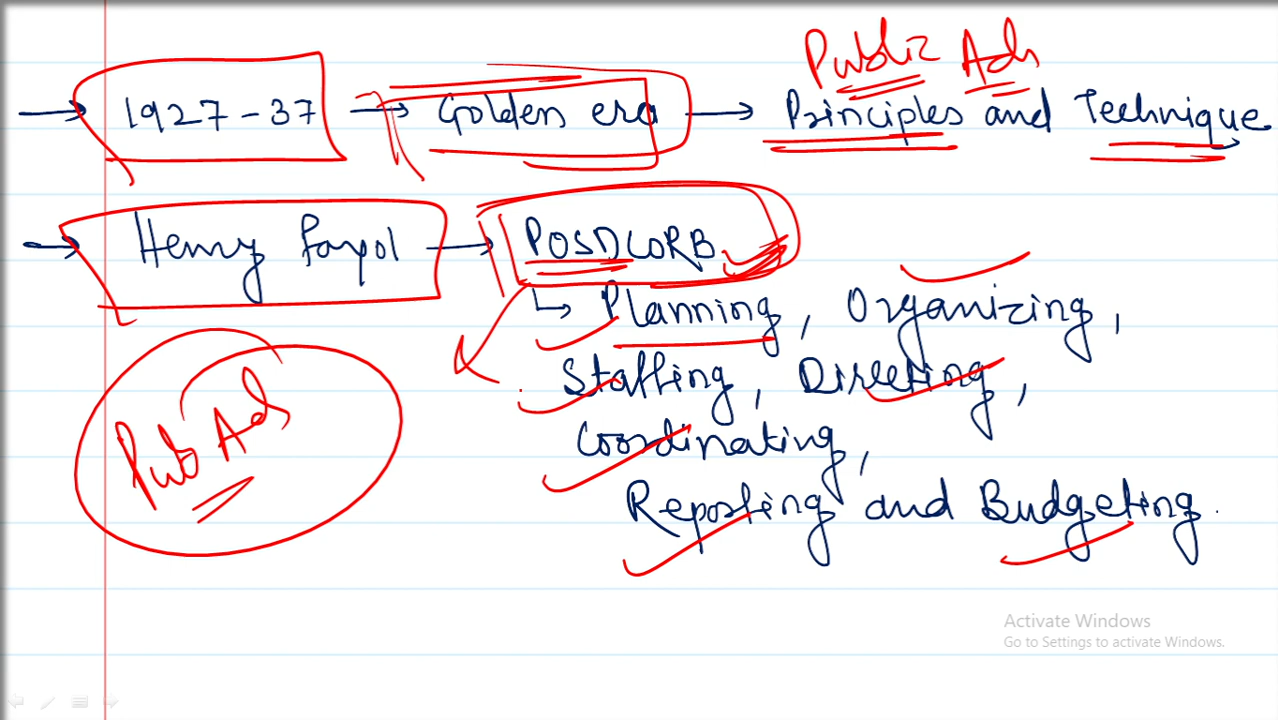 Public Adn
→ 1927-37 → Golden era → Principles and Technique
→ Henry Fayol → POSDCORB
↳ Planning, Organizing,
Staffing, Directing,
Coordinating,
Reporting and Budgeting.
Pub Ad
Activate Windows
Go to Settings to activate Windows.